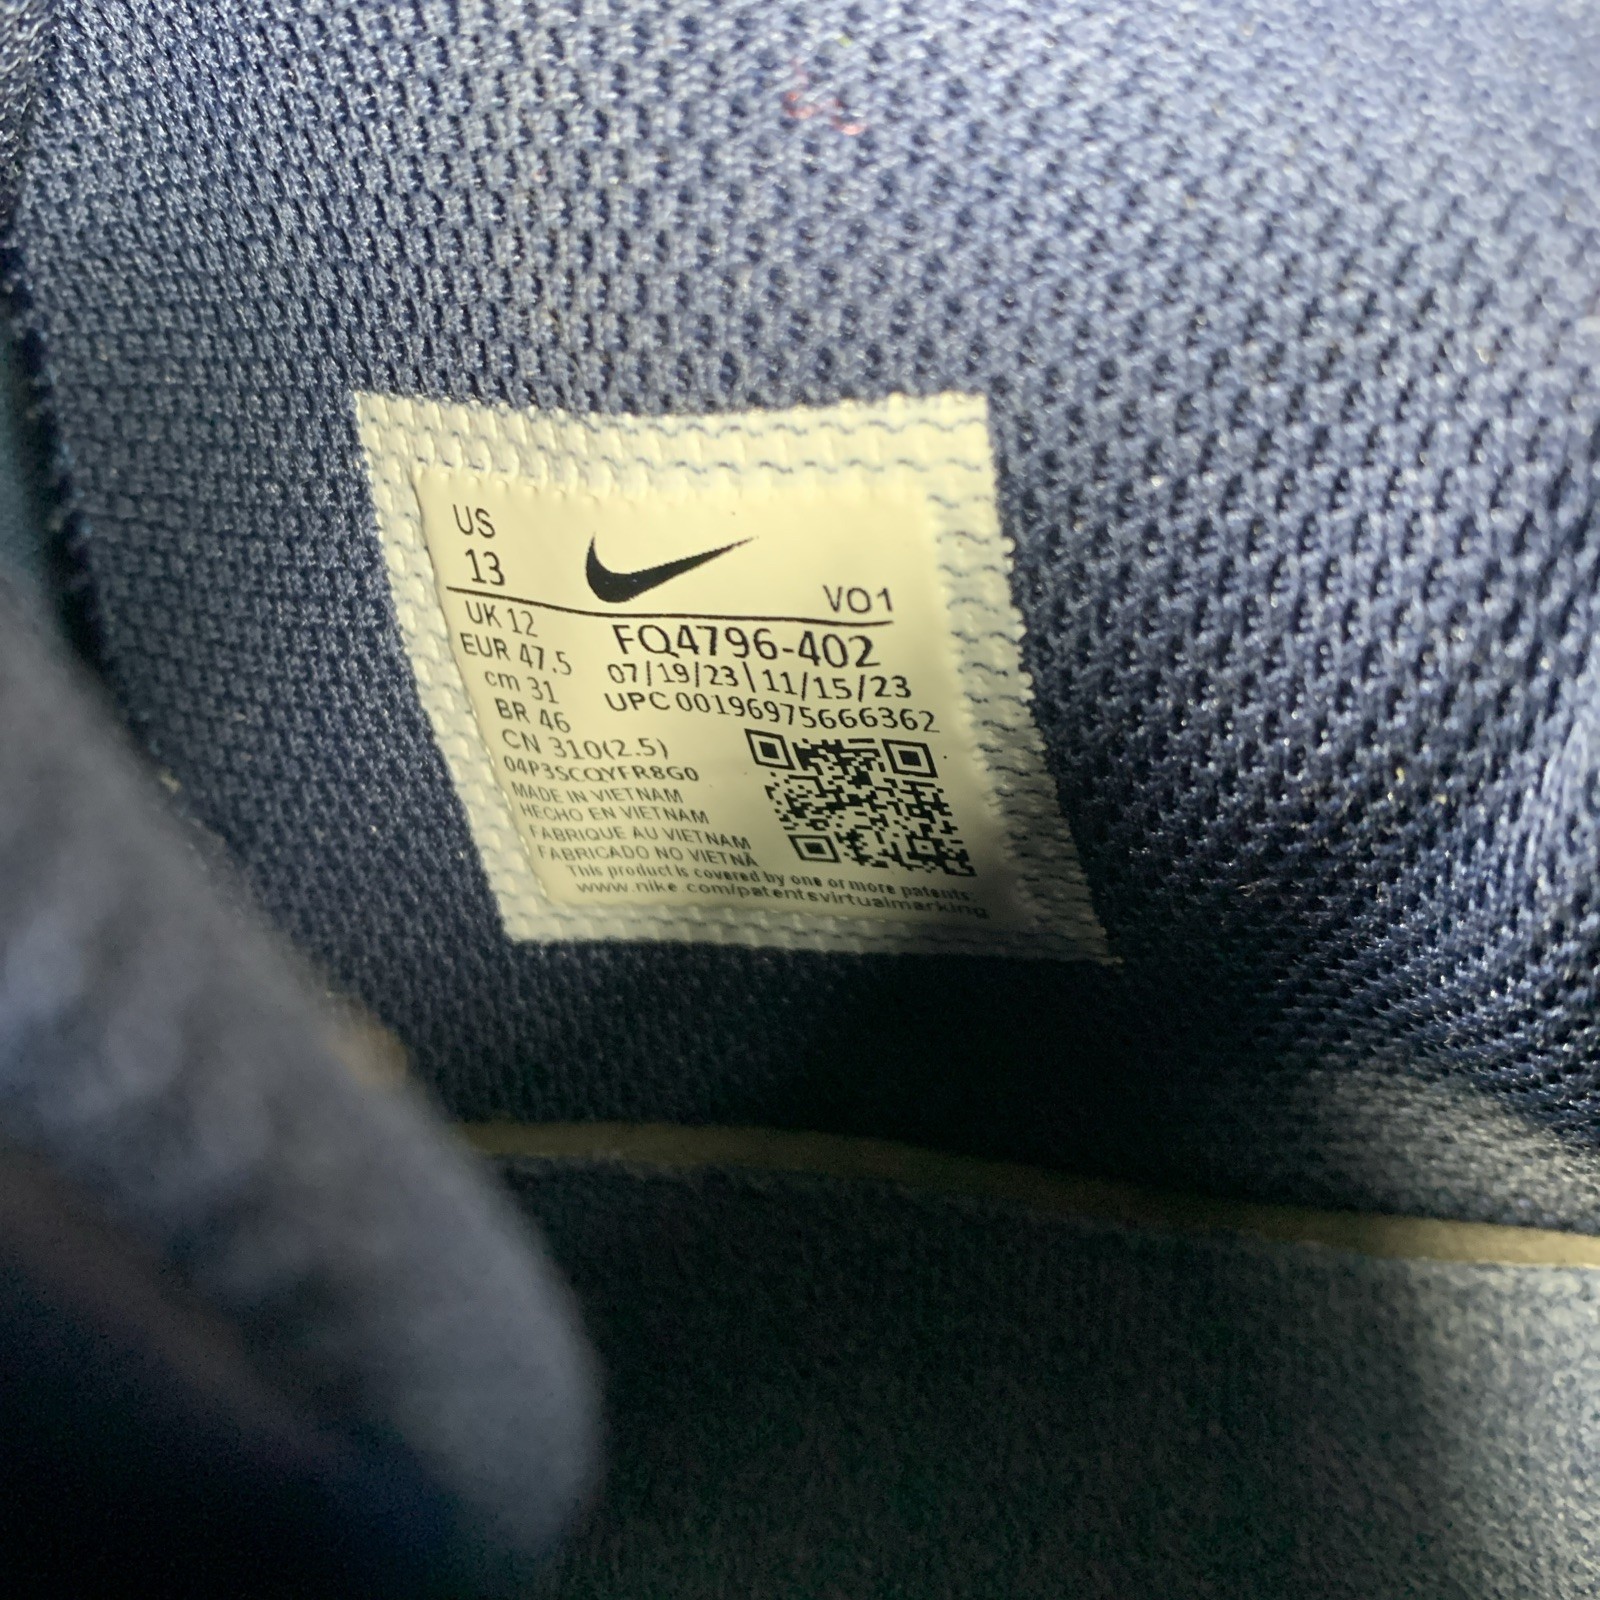 US
13
VO1
UK 12
EUR 47.5
cm 31
BR 46
CN 310(2.5)
04P3SCQYFR8G0
FQ4796-402
07/19/23\11/15/23
UPC 00196975666362
MADE IN VIETNAM
HECHO EN VIETNAM
FABRIQUE AU VIETNAM
FABRICADO NO VIETNÃ
This product is covered by one or more patents:
www.nike.com/patentsvirtualmarking